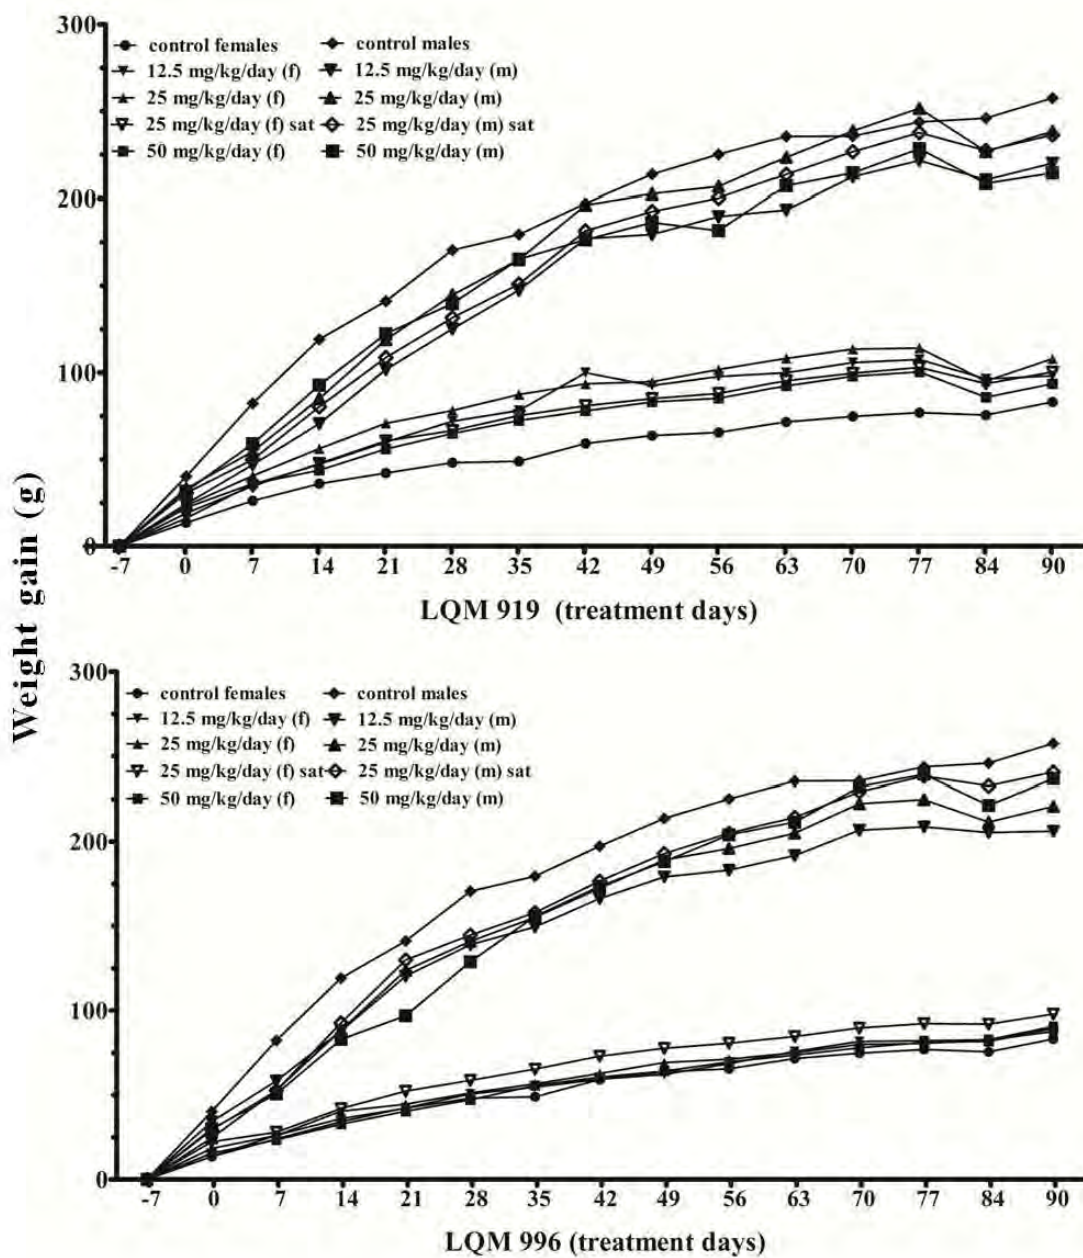 Weight gain (g)
300
200
100
0
control females control males
12.5 mg/kg/day (f) 12.5 mg/kg/day (m)
25 mg/kg/day (f) 25 mg/kg/day (m)
25 mg/kg/day (f) sat 25 mg/kg/day (m) sat
50 mg/kg/day (f) 50 mg/kg/day (m)
-7 0 7 14 21 28 35 42 49 56 63 70 77 84 90
LQM 919 (treatment days)
300
200
100
0
control females control males
12.5 mg/kg/day (f) 12.5 mg/kg/day (m)
25 mg/kg/day (f) 25 mg/kg/day (m)
25 mg/kg/day (f) sat 25 mg/kg/day (m) sat
50 mg/kg/day (f) 50 mg/kg/day (m)
-7 0 7 14 21 28 35 42 49 56 63 70 77 84 90
LQM 996 (treatment days)